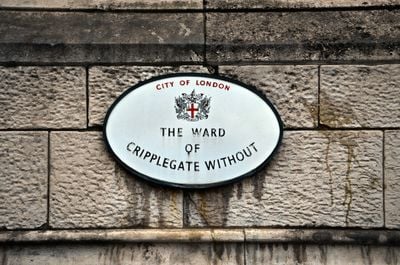 CITY OF LONDON
THE WARD
OF
CRIPPLEGATE WITHOUT